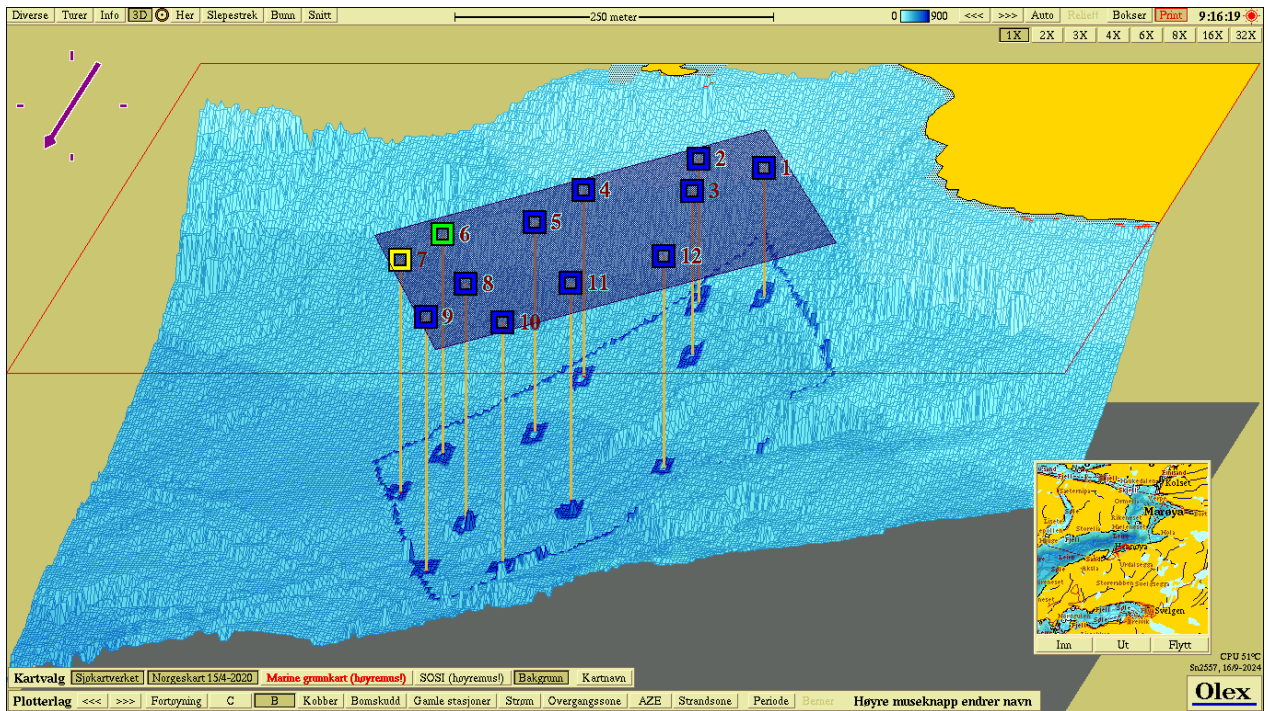 Diverse Turer Info 3D Her Slepestrek Bunn Snitt 250 meter 0 900 <<< >>> Auto Relieff Bokser Print 9:16:19
1X 2X 3X 4X 6X 8X 16X 32X
2
1
4
3
5
6
12
7
8
11
9
10
Kolset
Marøya
Hranøya
Svelgen
Inn Ut Flytt
CPU 51°C
Sn2557, 16/9-2024
Kartvalg Sjøkartverket Norgeskart 15/4-2020 Marine grunnkart (høyremus!) SOSI (høyremus!) Bakgrunn Kartnavn
Plotterlag <<< >>> Fortøyning C B Kobber Bomskudd Gamle stasjoner Strøm Overgangssone AZE Strandsone Periode Berner Høyre museknapp endrer navn
Olex